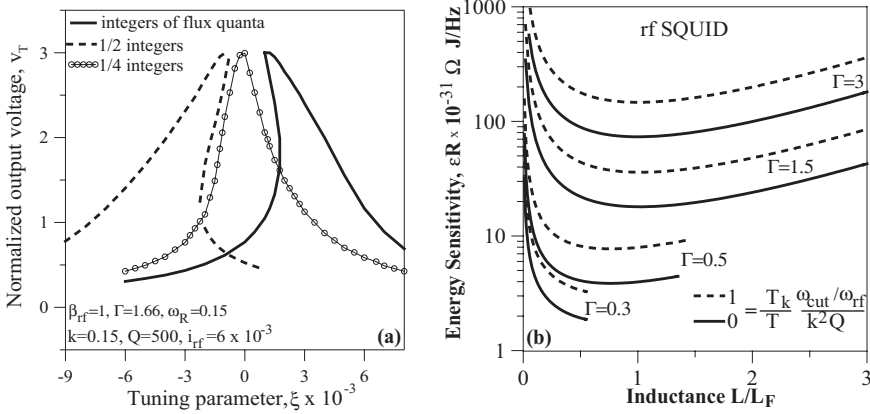 integers of flux quanta
1/2 integers
1/4 integers
Normalized output voltage, v_T
3
2
1
0
β_rf=1, Γ=1.66, ω_R=0.15
k=0.15, Q=500, i_rf=6 x 10⁻³
(a)
-9 -6 -3 0 3 6
Tuning parameter, ξ x 10⁻³
rf SQUID
Energy Sensitivity, εR x 10⁻³¹ Ω J/Hz
1000
100
10
1
Γ=3
Γ=1.5
Γ=0.5
Γ=0.3
1
0 = T_k/T ω_cut/ω_rf / k²Q
(b)
0 1 2 3
Inductance L/L_F